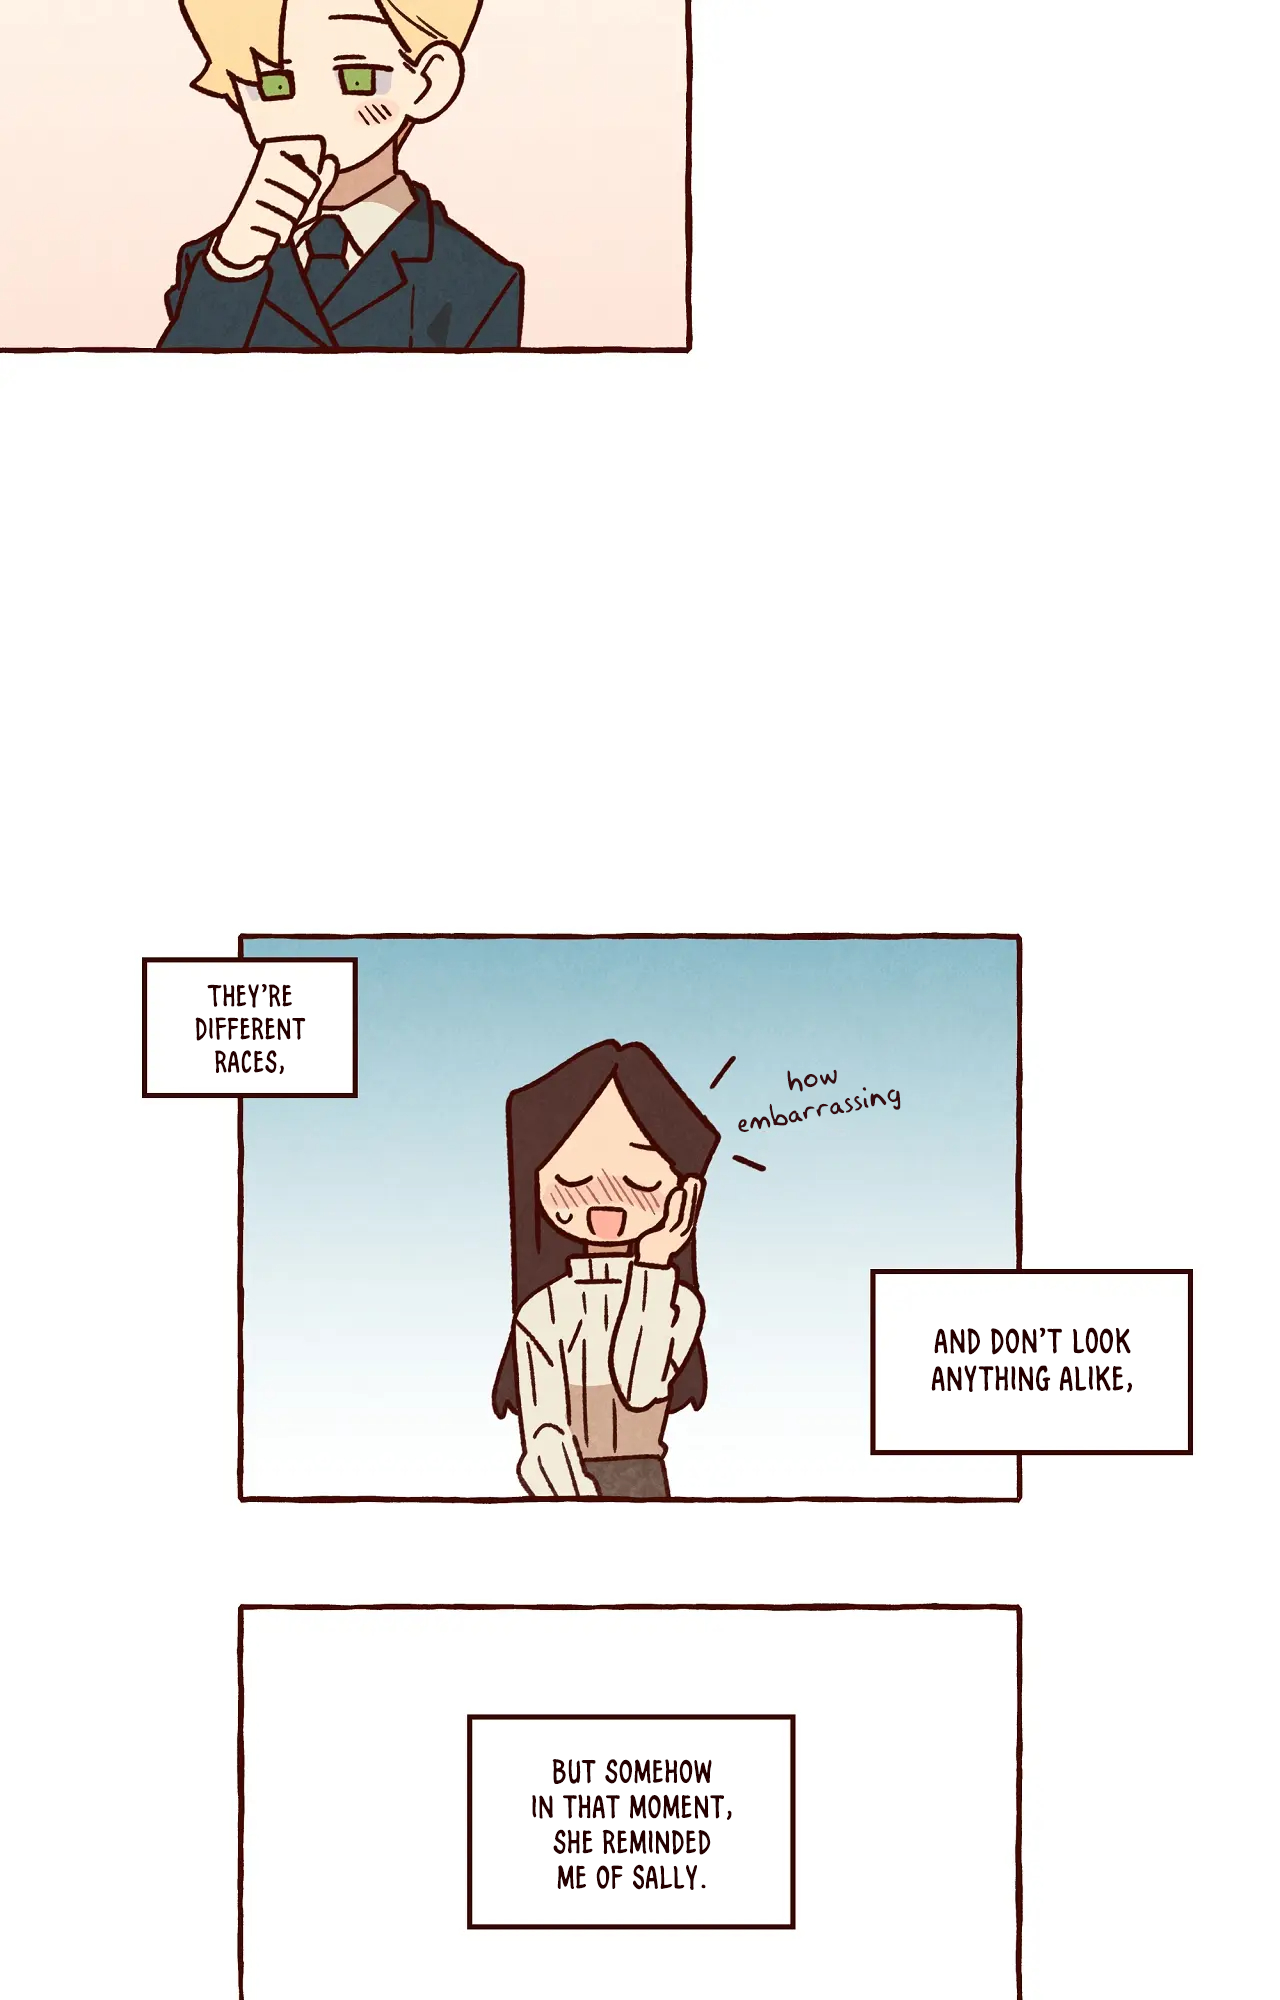 THEY'RE
DIFFERENT
RACES,
how
embarrassing
AND DON'T LOOK
ANYTHING ALIKE,
BUT SOMEHOW
IN THAT MOMENT,
SHE REMINDED
ME OF SALLY.